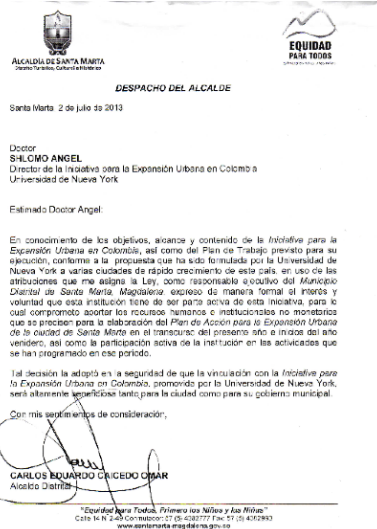 ALCALDÍA DE SANTA MARTA
Distrito Turístico, Cultural e Histórico
EQUIDAD
PARA TODOS
DESPACHO DEL ALCALDE
Santa Marta 2 de julio de 2013
Doctor
SHLOMO ANGEL
Director de la Iniciativa para la Expansión Urbana en Colombia
Universidad de Nueva York
Estimado Doctor Angel:
En conocimiento de los objetivos, alcance y contenido de la Iniciativa para la
Expansión Urbana en Colombia, así como del Plan de Trabajo previsto para su
ejecución, conforme a la propuesta que ha sido formulada por la Universidad de
Nueva York a varias ciudades de rápido crecimiento de este país, en uso de las
atribuciones que me asigna la Ley, como responsable ejecutivo del Municipio
Distrital de Santa Marta, Magdalena, expreso de manera formal el interés y
voluntad que esta institución tiene de ser parte activa de esta Iniciativa, para lo
cual comprometo aportar los recursos humanos e institucionales no monetarios
que se precisen para la elaboración del Plan de Acción para la Expansión Urbana
de la ciudad de Santa Marta en el transcurso del presente año e inicios del año
venidero, así como la participación activa de la institución en las actividades que
se han programado en ese período.
Tal decisión la adoptó en la seguridad de que la vinculación con la Iniciativa para
la Expansión Urbana en Colombia, promovida por la Universidad de Nueva York,
será altamente beneficiosa tanto para la ciudad como para su gobierno municipal.
Con mis sentimientos de consideración,
CARLOS EDUARDO CAICEDO OMAR
Alcalde Distrital
"Equidad para Todos, Primero los Niños y las Niñas"
Calle 14 N 2-49 Conmutador: 57 (5) 4382777 Fax: 57 (5) 4382993
www.santamarta-magdalena.gov.co